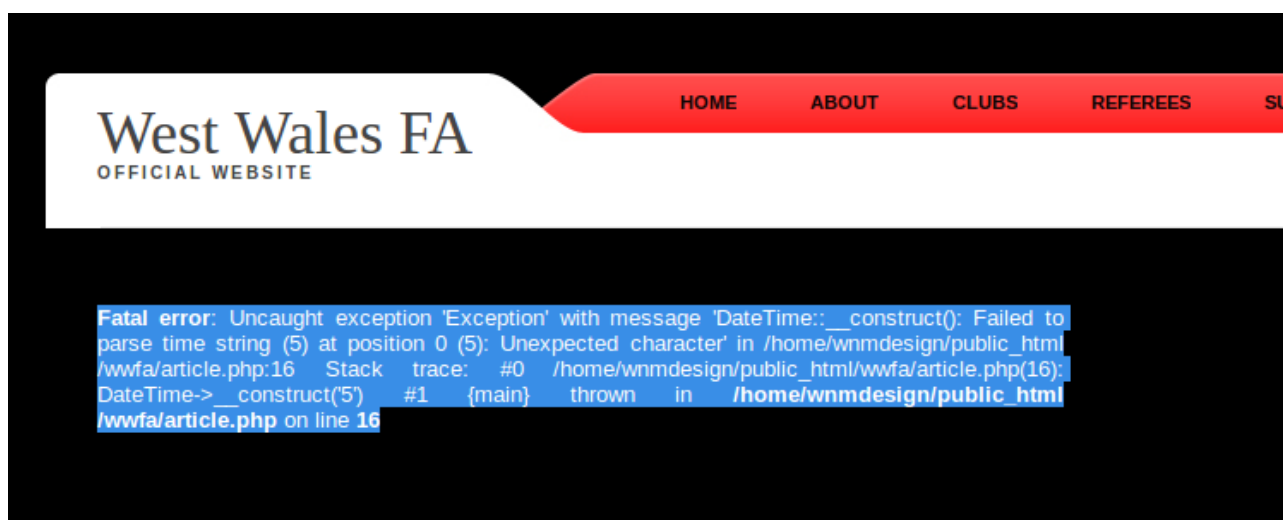 West Wales FA
OFFICIAL WEBSITE
HOME ABOUT CLUBS REFEREES
Fatal error: Uncaught exception 'Exception' with message 'DateTime::__construct(): Failed to
parse time string (5) at position 0 (5): Unexpected character' in /home/wnmdesign/public_html
/wwfa/article.php:16 Stack trace: #0 /home/wnmdesign/public_html/wwfa/article.php(16):
DateTime->__construct('5') #1 {main} thrown in /home/wnmdesign/public_html
/wwfa/article.php on line 16